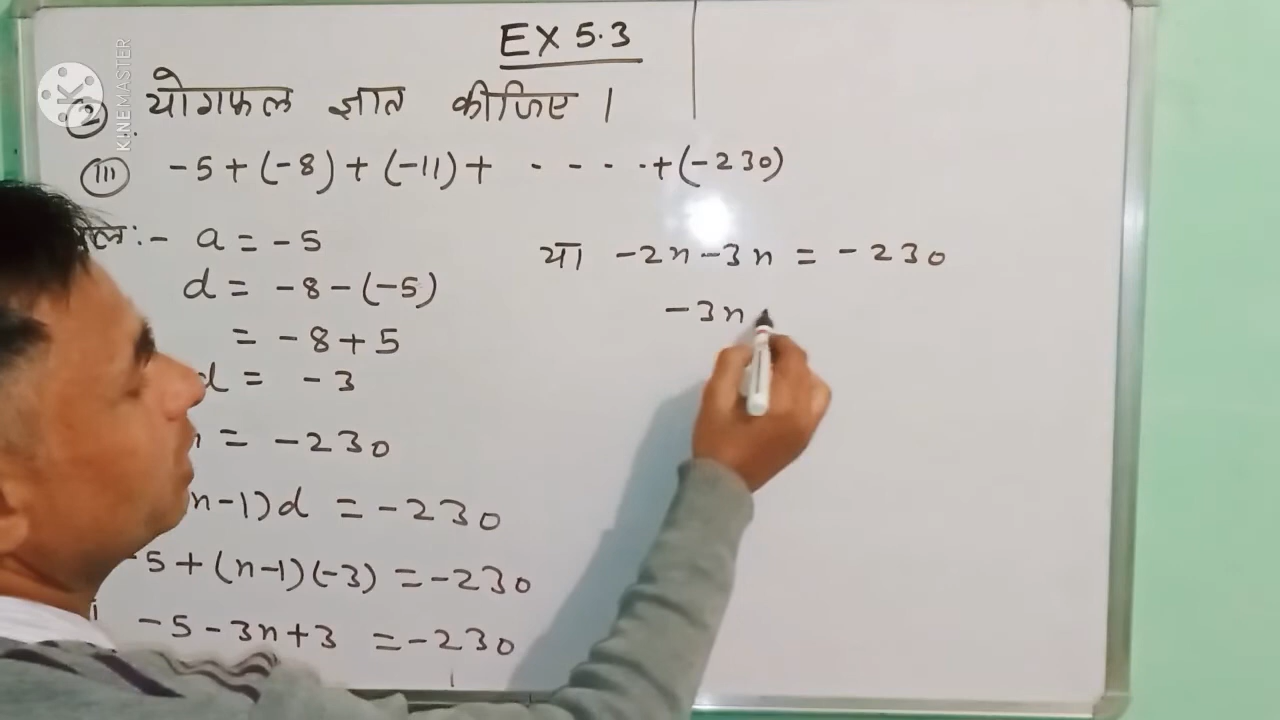 EX 5.3
② योगफल ज्ञात कीजिए ।
(III) -5+(-8)+(-11)+ - - - - +(-230)
:- a = -5
d = -8-(-5)
= -8+5
d = -3
= -230
n-1)d = -230
-5+(n-1)(-3) = -230
-5-3n+3 = -230
या -2n-3n = -230
-3n
KINEMASTER